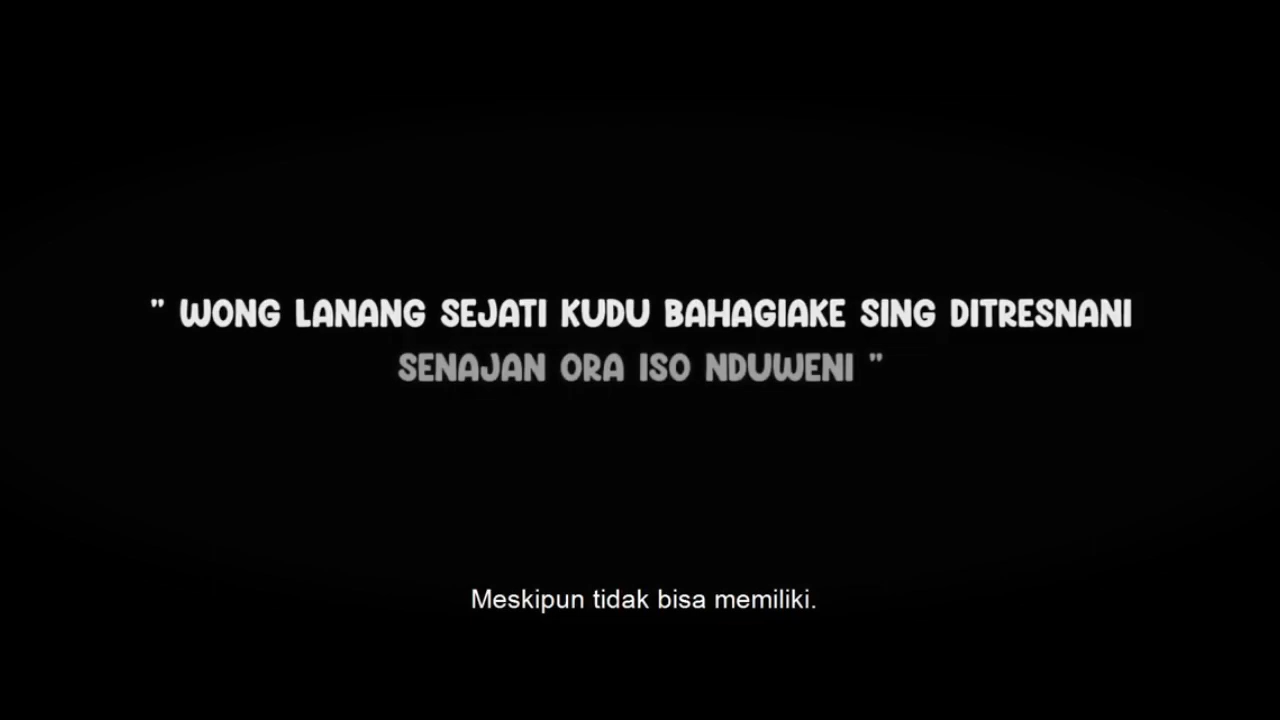 " WONG LANANG SEJATI KUDU BAHAGIAKE SING DITRESNANI
SENAJAN ORA ISO NDUWENI "
Meskipun tidak bisa memiliki.